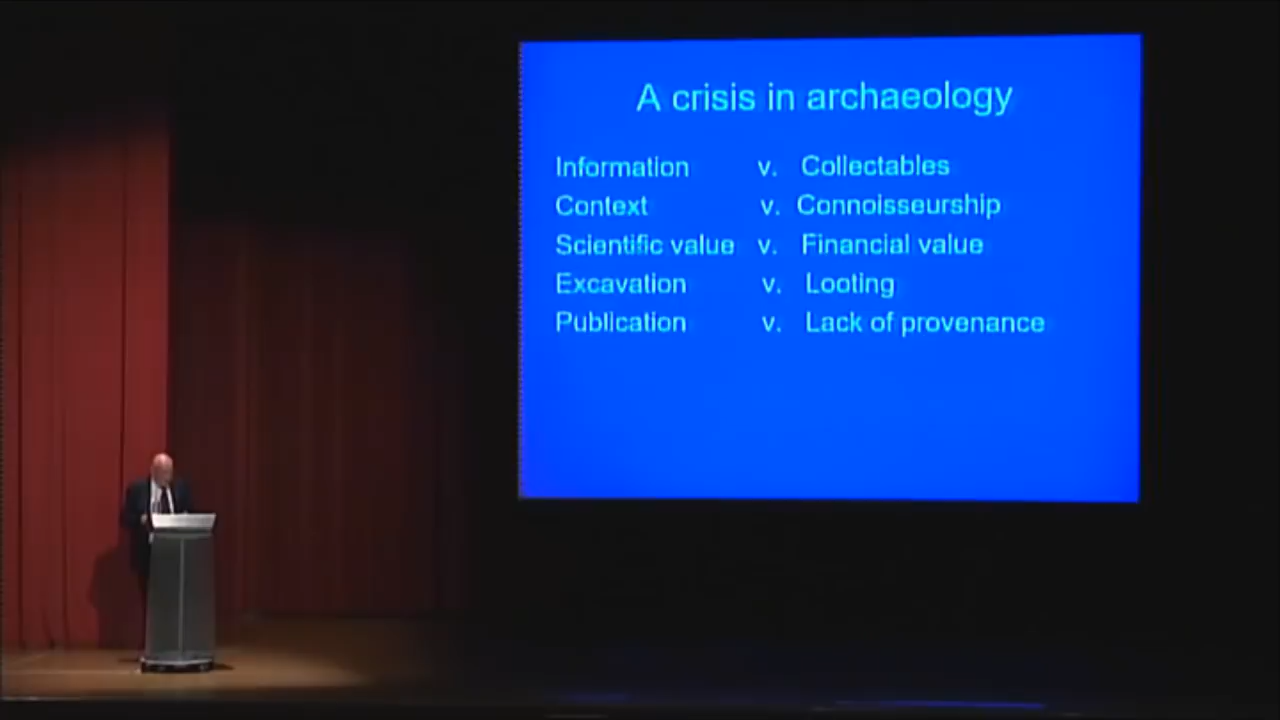 A crisis in archaeology
Information v. Collectables
Context v. Connoisseurship
Scientific value v. Financial value
Excavation v. Looting
Publication v. Lack of provenance